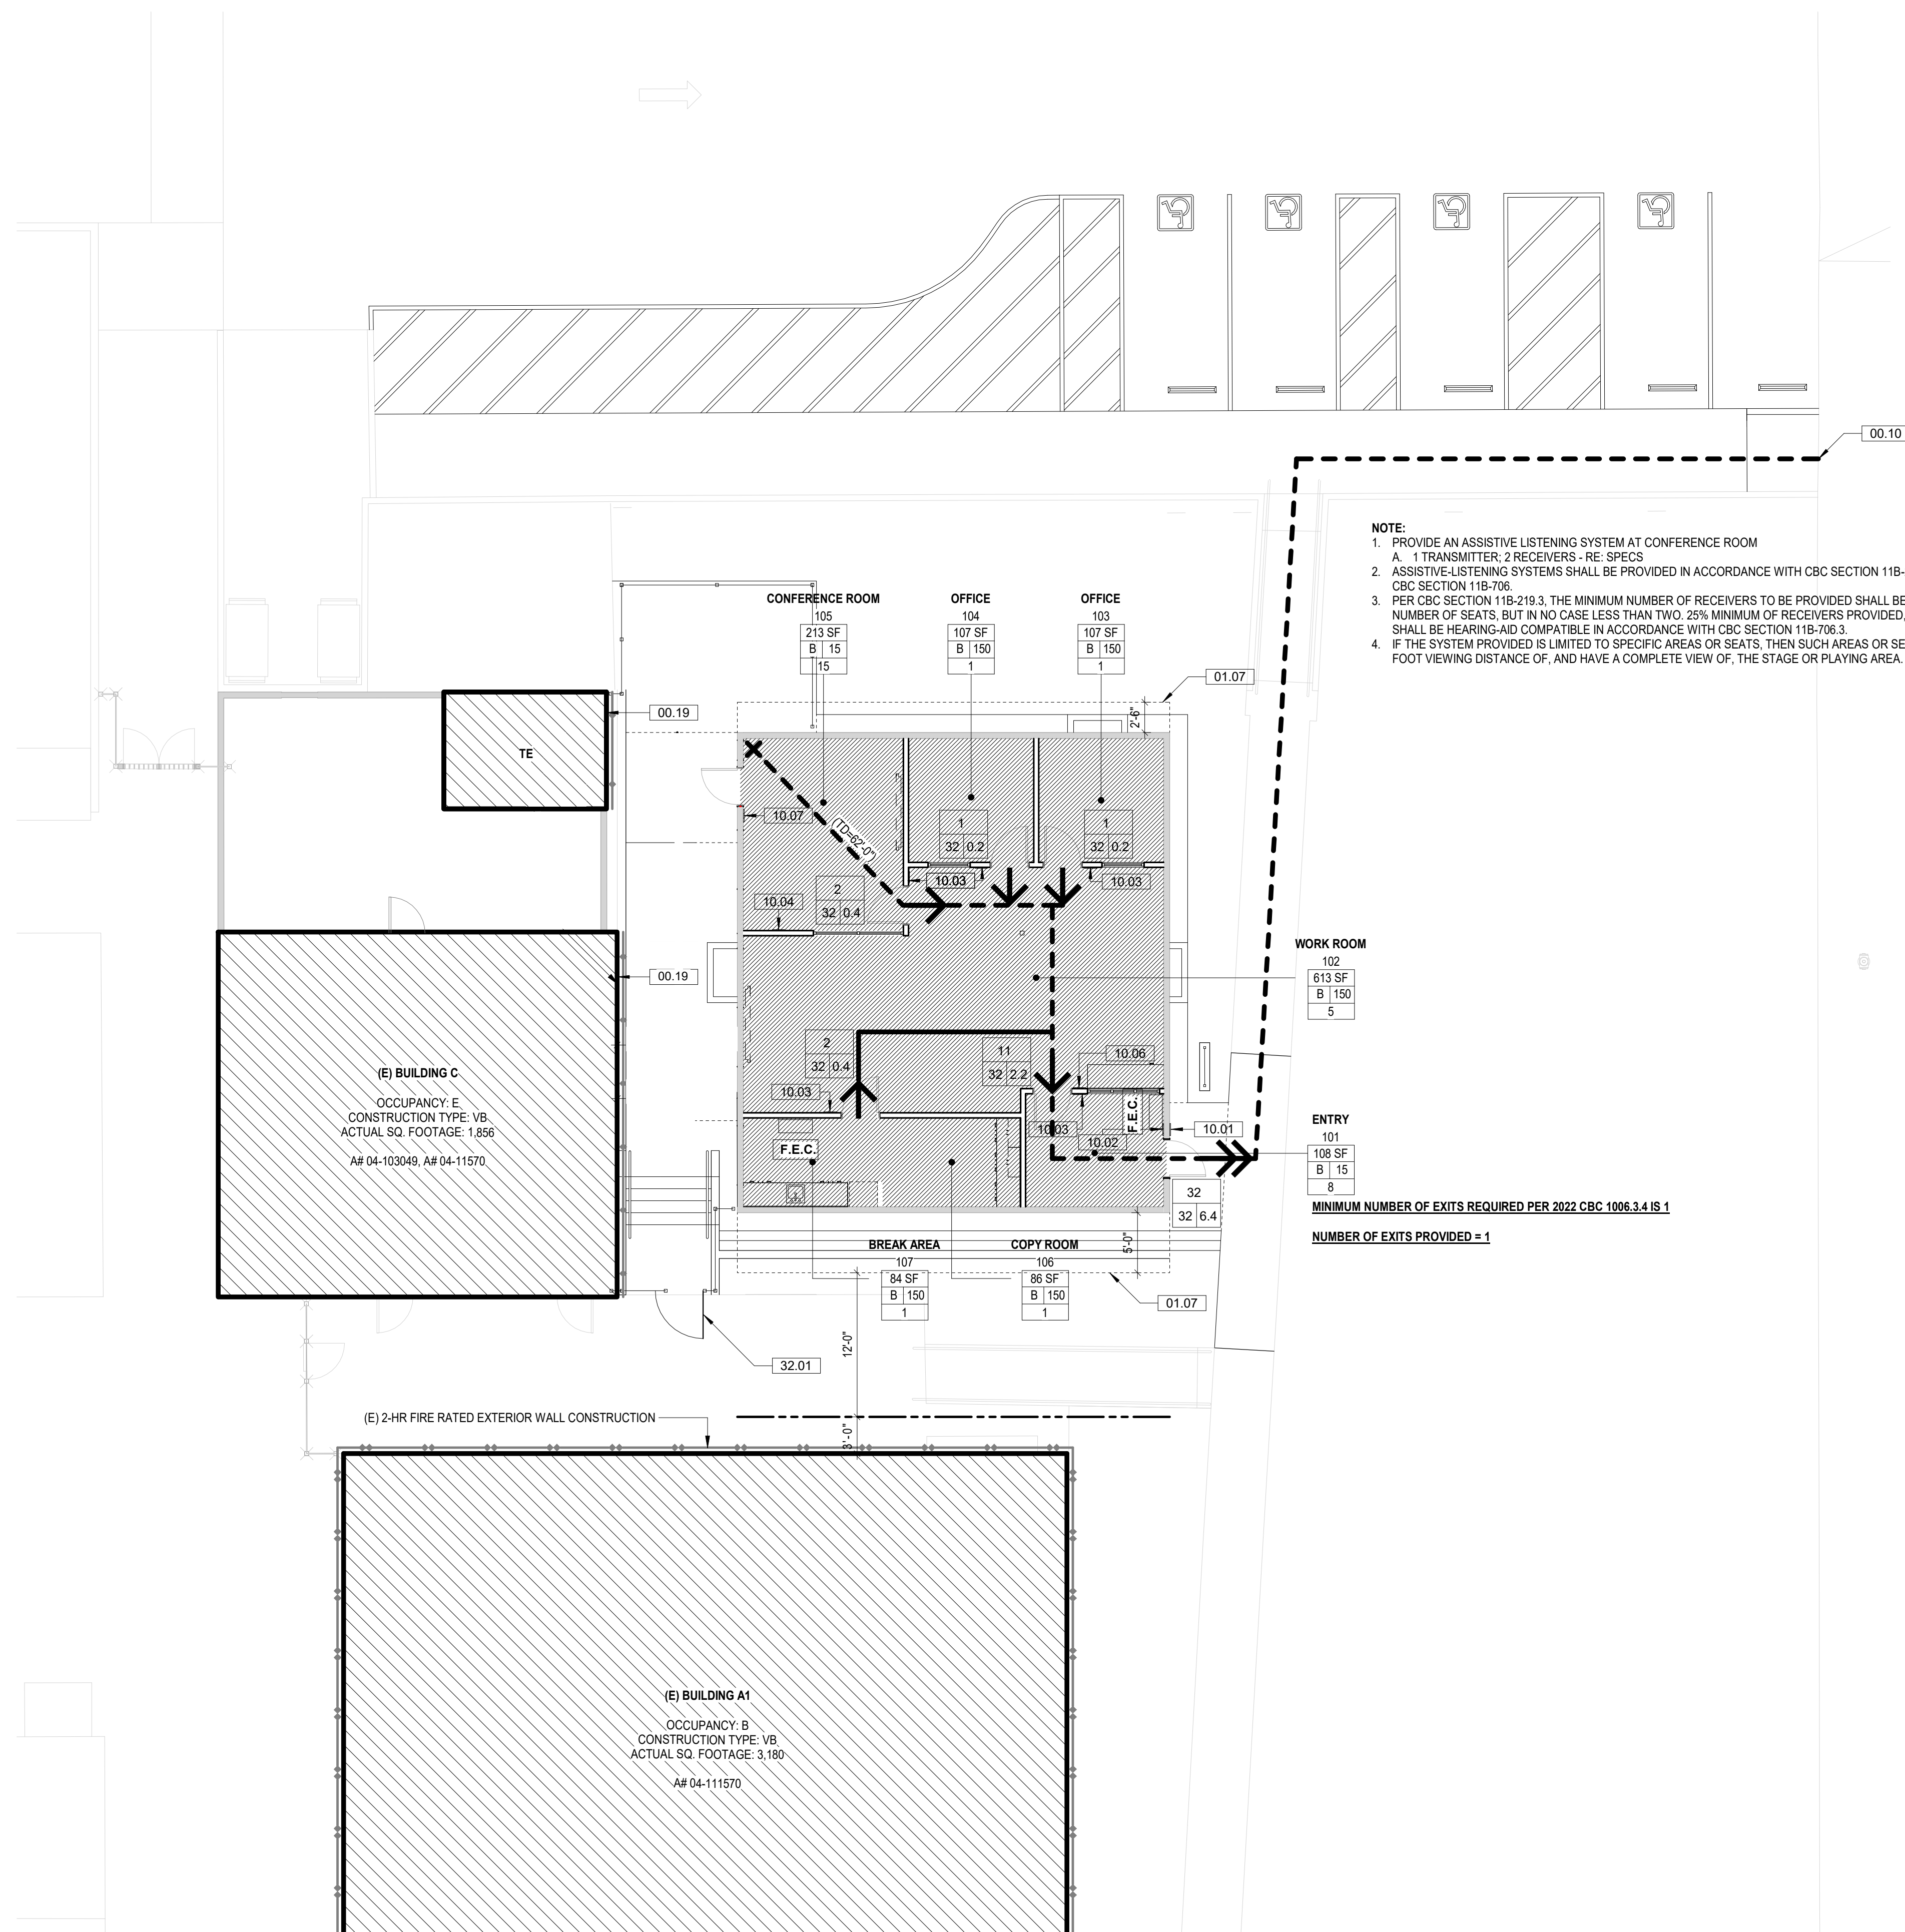 00.10
NOTE:
1. PROVIDE AN ASSISTIVE LISTENING SYSTEM AT CONFERENCE ROOM
A. 1 TRANSMITTER; 2 RECEIVERS - RE: SPECS
2. ASSISTIVE-LISTENING SYSTEMS SHALL BE PROVIDED IN ACCORDANCE WITH CBC SECTION 11B-
CBC SECTION 11B-706.
3. PER CBC SECTION 11B-219.3, THE MINIMUM NUMBER OF RECEIVERS TO BE PROVIDED SHALL BE
NUMBER OF SEATS, BUT IN NO CASE LESS THAN TWO. 25% MINIMUM OF RECEIVERS PROVIDED,
SHALL BE HEARING-AID COMPATIBLE IN ACCORDANCE WITH CBC SECTION 11B-706.3.
4. IF THE SYSTEM PROVIDED IS LIMITED TO SPECIFIC AREAS OR SEATS, THEN SUCH AREAS OR SE
FOOT VIEWING DISTANCE OF, AND HAVE A COMPLETE VIEW OF, THE STAGE OR PLAYING AREA.
CONFERENCE ROOM
105
213 SF
B 15
15
OFFICE
104
107 SF
B 150
1
OFFICE
103
107 SF
B 150
1
01.07
2'-6"
00.19
TE
10.07
(TD=62'-0")
1
32 0.2
1
32 0.2
10.03
10.03
2
32 0.4
10.04
WORK ROOM
102
613 SF
B 150
5
00.19
(E) BUILDING C
OCCUPANCY: E
CONSTRUCTION TYPE: VB
ACTUAL SQ. FOOTAGE: 1,856
A# 04-103049, A# 04-11570
2
32 0.4
11
32 2.2
10.06
10.03
F.E.C.
10.03
10.02
F.E.C.
10.01
ENTRY
101
108 SF
B 15
8
32
32 6.4
MINIMUM NUMBER OF EXITS REQUIRED PER 2022 CBC 1006.3.4 IS 1
NUMBER OF EXITS PROVIDED = 1
5'-0"
BREAK AREA
107
84 SF
B 150
1
COPY ROOM
106
86 SF
B 150
1
01.07
12'-0"
32.01
(E) 2-HR FIRE RATED EXTERIOR WALL CONSTRUCTION
3'-0"
(E) BUILDING A1
OCCUPANCY: B
CONSTRUCTION TYPE: VB
ACTUAL SQ. FOOTAGE: 3,180
A# 04-111570